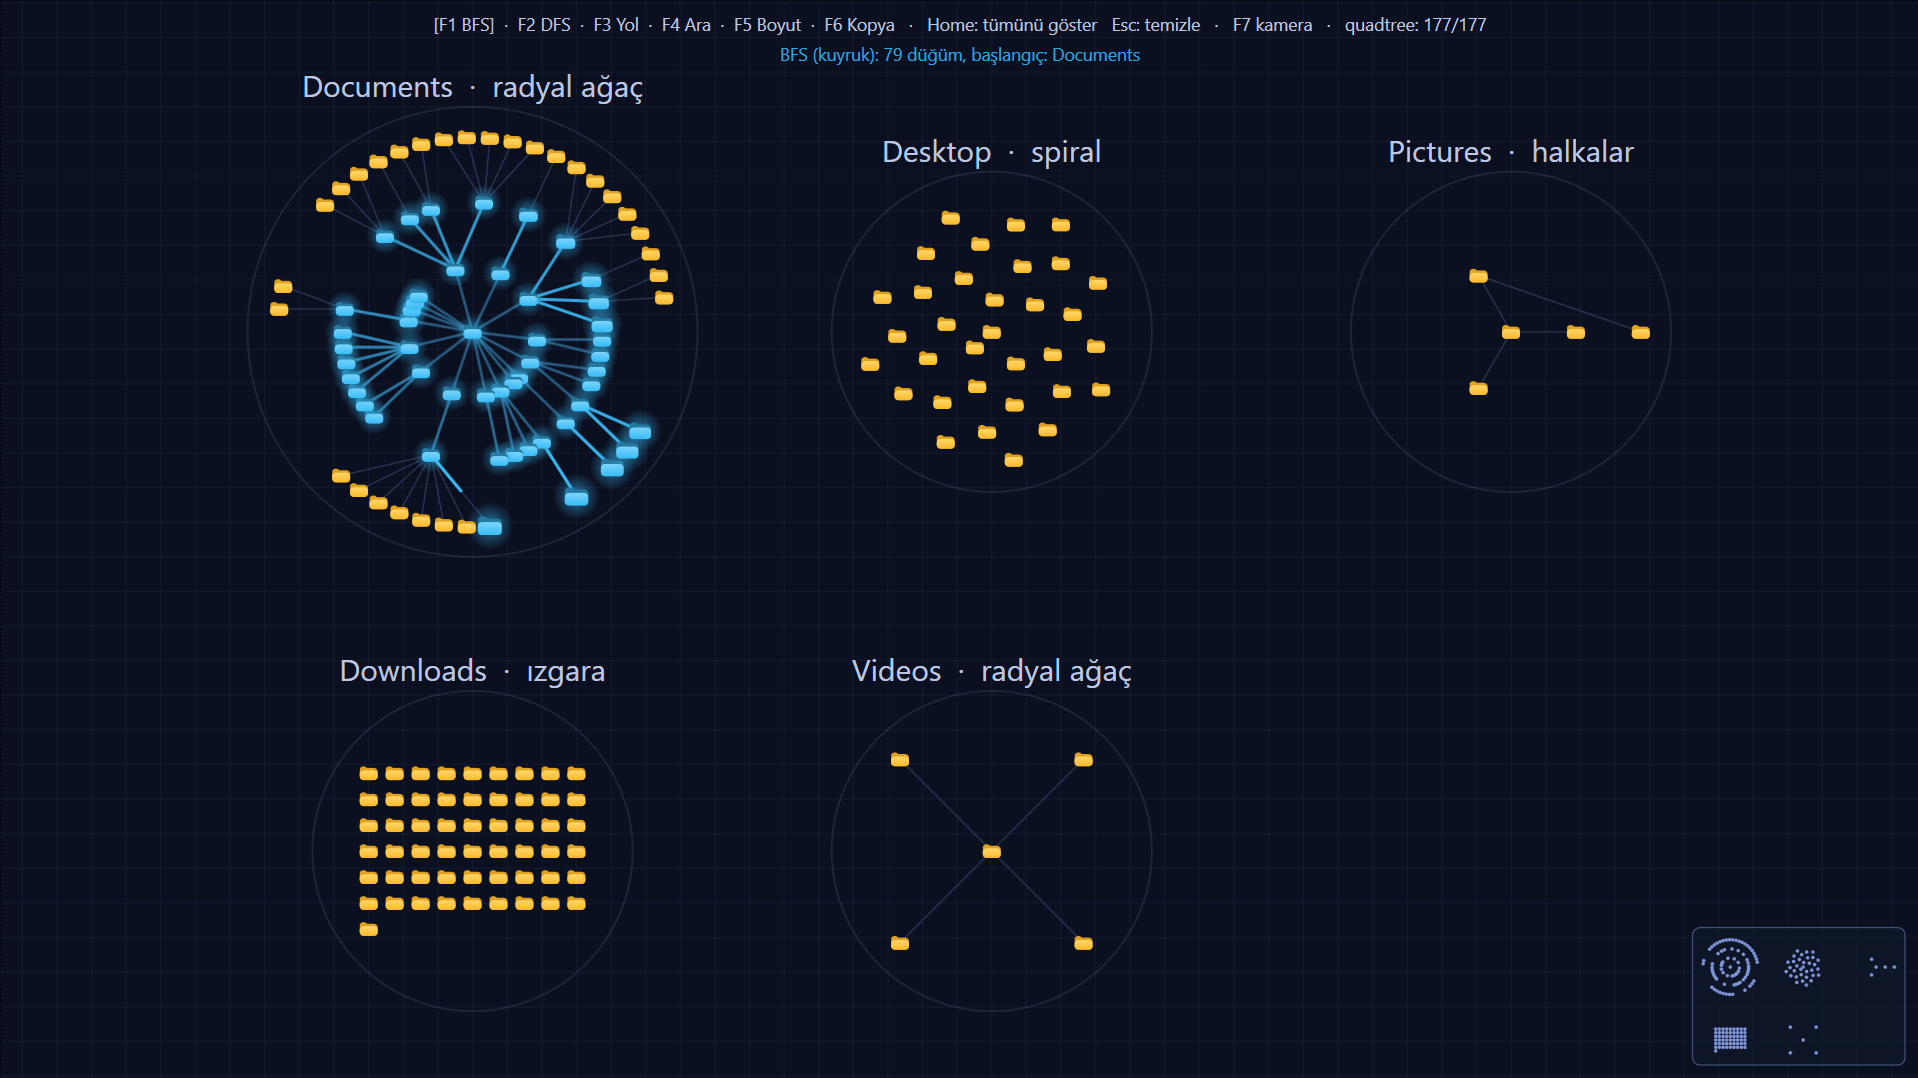 [F1 BFS] · F2 DFS · F3 Yol · F4 Ara · F5 Boyut · F6 Kopya · Home: tümünü göster Esc: temizle · F7 kamera · quadtree: 177/177
BFS (kuyruk): 79 düğüm, başlangıç: Documents
Documents · radyal ağaç
Desktop · spiral
Pictures · halkalar
Downloads · ızgara
Videos · radyal ağaç